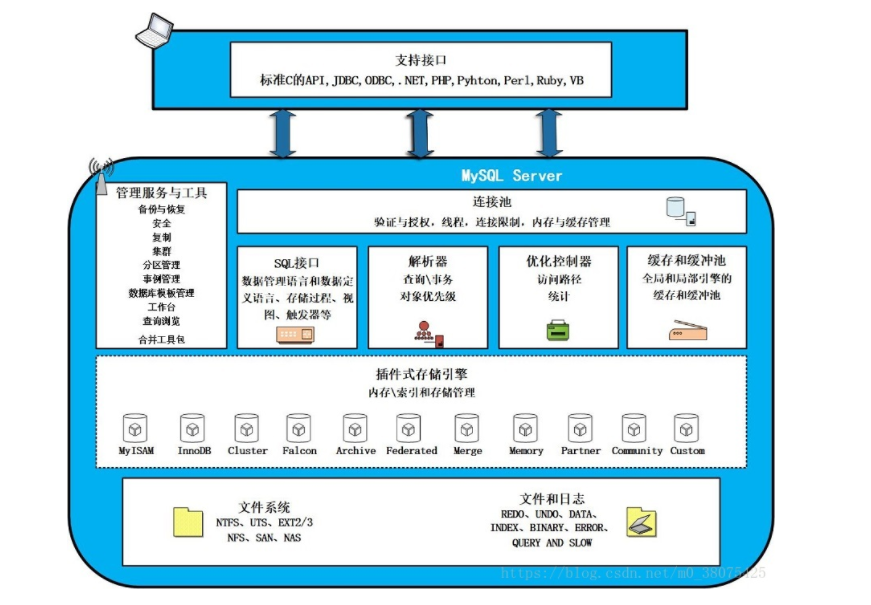 支持接口
标准C的API,JDBC,ODBC,.NET,PHP,Pyhton,Perl,Ruby,VB
MySQL Server
管理服务与工具
备份与恢复
安全
复制
集群
分区管理
事例管理
数据库模板管理
工作台
查询浏览
合并工具包
连接池
验证与授权，线程，连接限制，内存与缓存管理
SQL接口
数据管理语言和数据定
义语言、存储过程、视
图、触发器等
解析器
查询\事务
对象优先级
优化控制器
访问路径
统计
缓存和缓冲池
全局和局部引擎的
缓存和缓冲池
插件式存储引擎
内存\索引和存储管理
MyISAM InnoDB Cluster Falcon Archive Federated Merge Memory Partner Community Custom
文件系统
NTFS、UTS、EXT2/3
NFS、SAN、NAS
文件和日志
REDO、UNDO、DATA、
INDEX、BINARY、ERROR、
QUERY AND SLOW
https://blog.csdn.net/m0_38075425